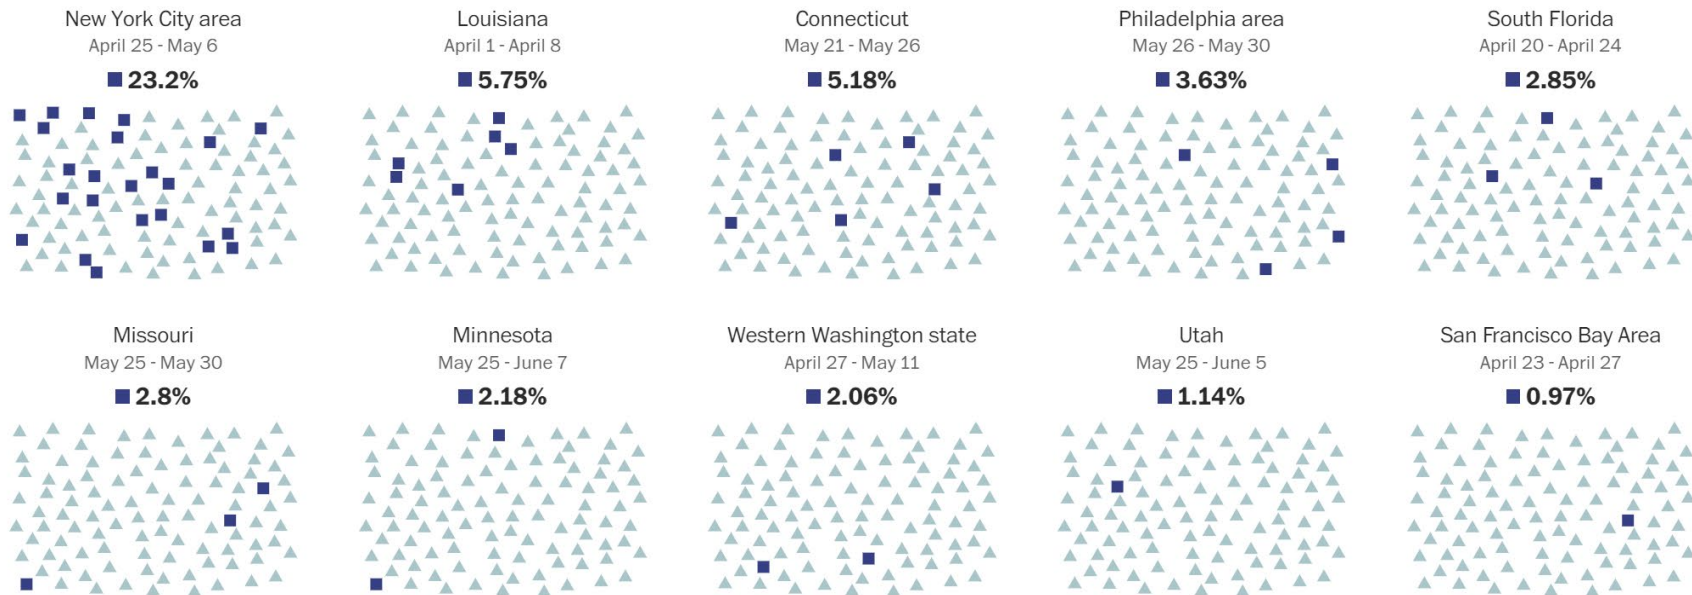 New York City area
April 25 - May 6
23.2%
Louisiana
April 1 - April 8
5.75%
Connecticut
May 21 - May 26
5.18%
Philadelphia area
May 26 - May 30
3.63%
South Florida
April 20 - April 24
2.85%
Missouri
May 25 - May 30
2.8%
Minnesota
May 25 - June 7
2.18%
Western Washington state
April 27 - May 11
2.06%
Utah
May 25 - June 5
1.14%
San Francisco Bay Area
April 23 - April 27
0.97%